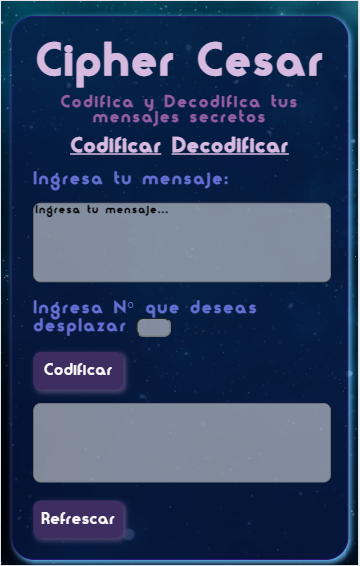 Cipher Cesar
Codifica y Decodifica tus
mensajes secretos
Codificar Decodificar
Ingresa tu mensaje:
Ingresa tu mensaje...
Ingresa Nº que deseas
desplazar
Codificar
Refrescar